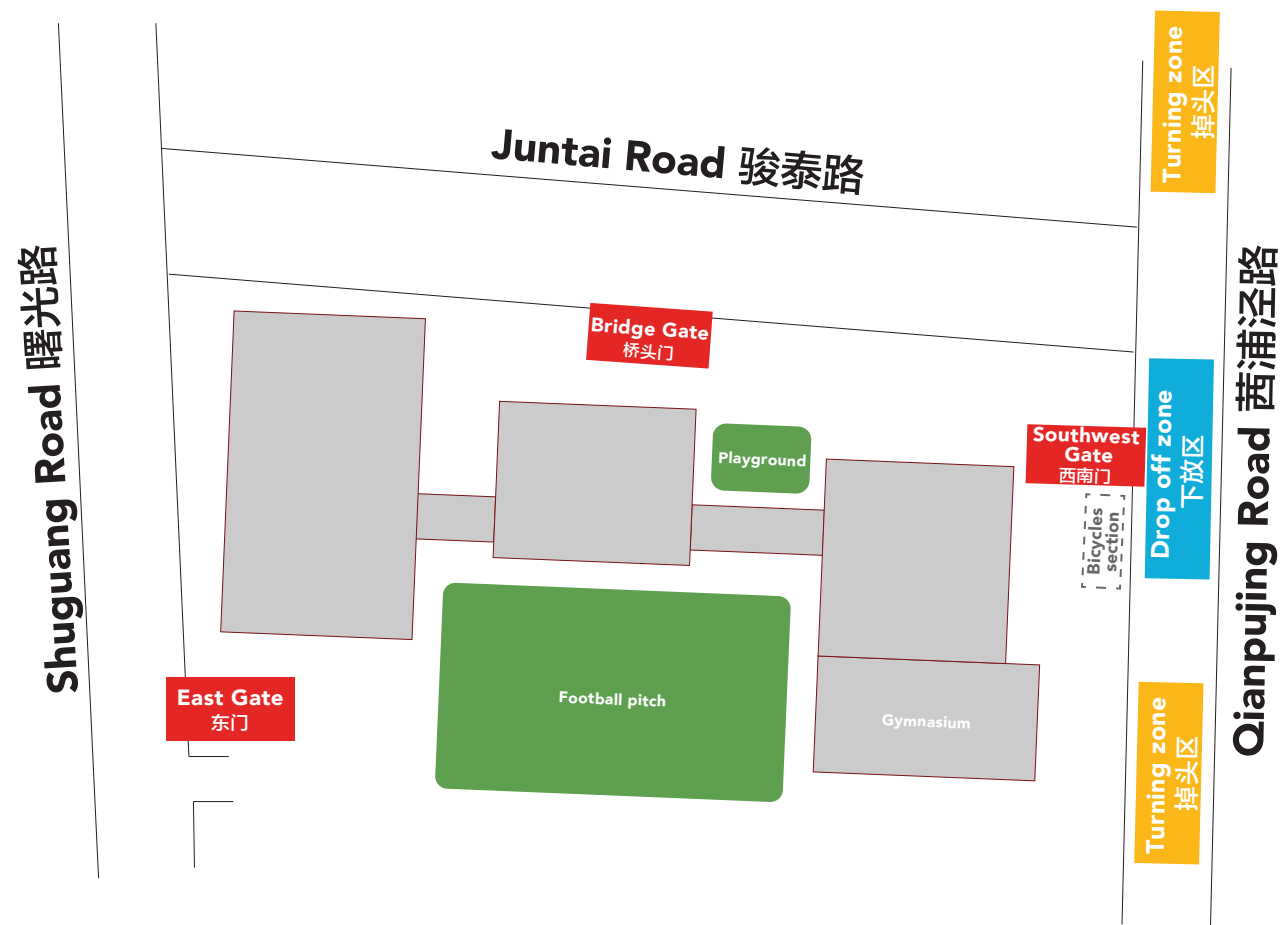 Turning zone
掉头区
Juntai Road 骏泰路
Shuguang Road 曙光路
Qianpujing Road 茜浦泾路
Bridge Gate
桥头门
Playground
Southwest
Gate
西南门
Drop off zone
下放区
Bicycles
section
East Gate
东门
Football pitch
Gymnasium
Turning zone
掉头区